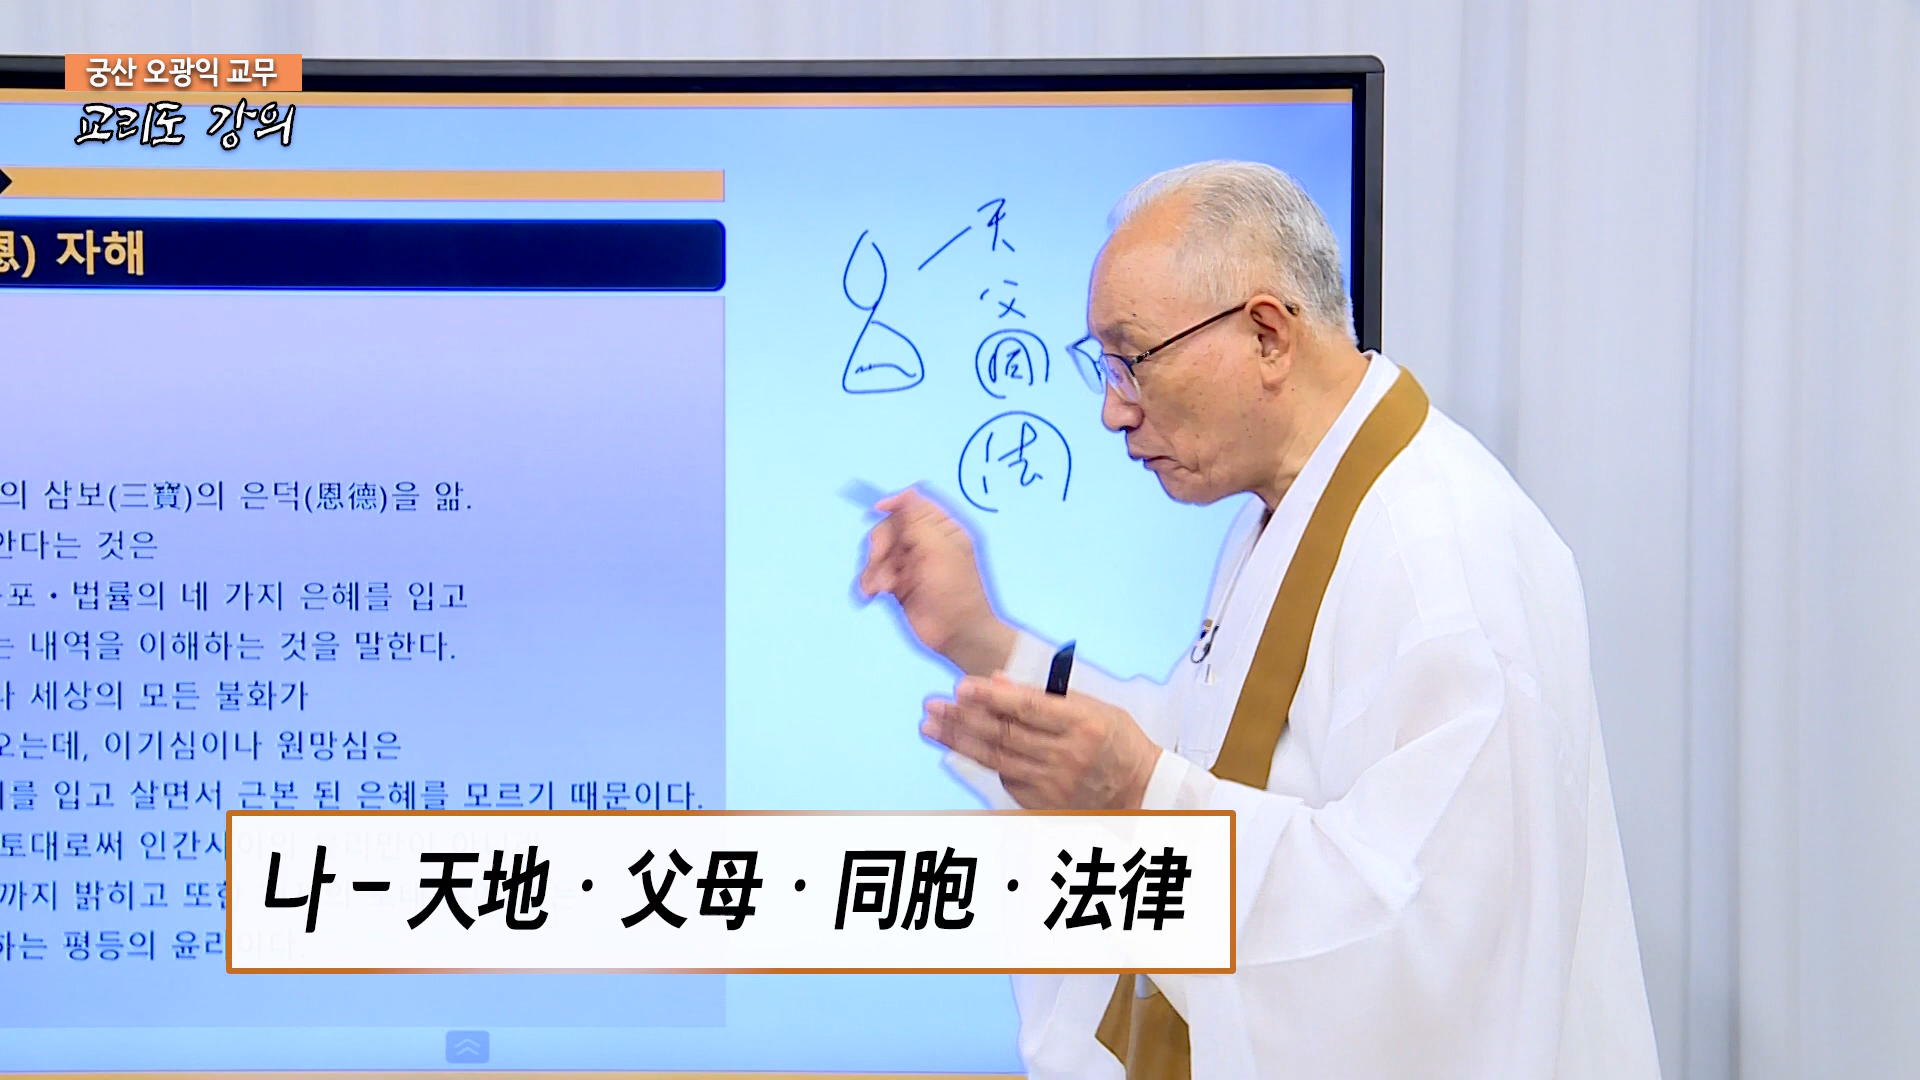 궁산 오광익 교무
교리도 강의
恩) 자해
의 삼보(三寶)의 은덕(恩德)을 앎.
안다는 것은
포・법률의 네 가지 은혜를 입고
는 내역을 이해하는 것을 말한다.
나 세상의 모든 불화가
오는데, 이기심이나 원망심은
를 입고 살면서 근본 된 은혜를 모르기 때문이다.
토대로써 인간사
까지 밝히고 또한
하는 평등의 윤리이다.
天
父
同
法
나 - 天地 · 父母 · 同胞 · 法律